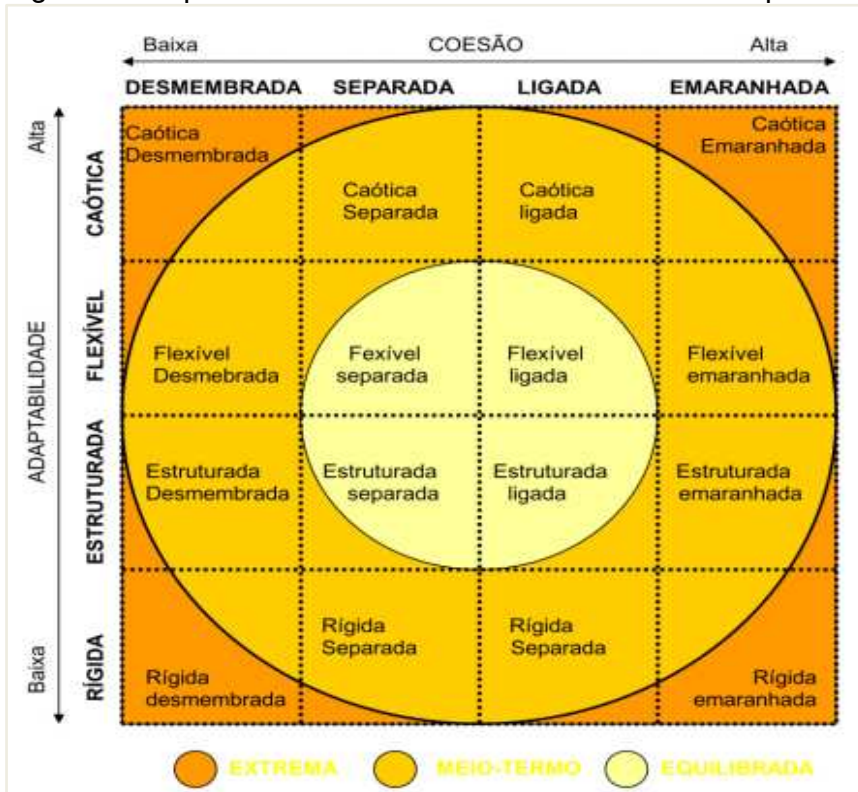 Baixa COESÃO Alta
DESMEMBRADA SEPARADA LIGADA EMARANHADA
ADAPTABILIDADE
Alta
Baixa
CAÓTICA
FLEXÍVEL
ESTRUTURADA
RÍGIDA
Caótica
Desmembrada
Caótica
Separada
Caótica
ligada
Caótica
Emaranhada
Flexível
Desmebrada
Fexível
separada
Flexível
ligada
Flexível
emaranhada
Estruturada
Desmembrada
Estruturada
separada
Estruturada
ligada
Estruturada
emaranhada
Rígida
desmembrada
Rígida
Separada
Rígida
Separada
Rígida
emaranhada
EXTREMA MEIO-TERMO EQUILIBRADA